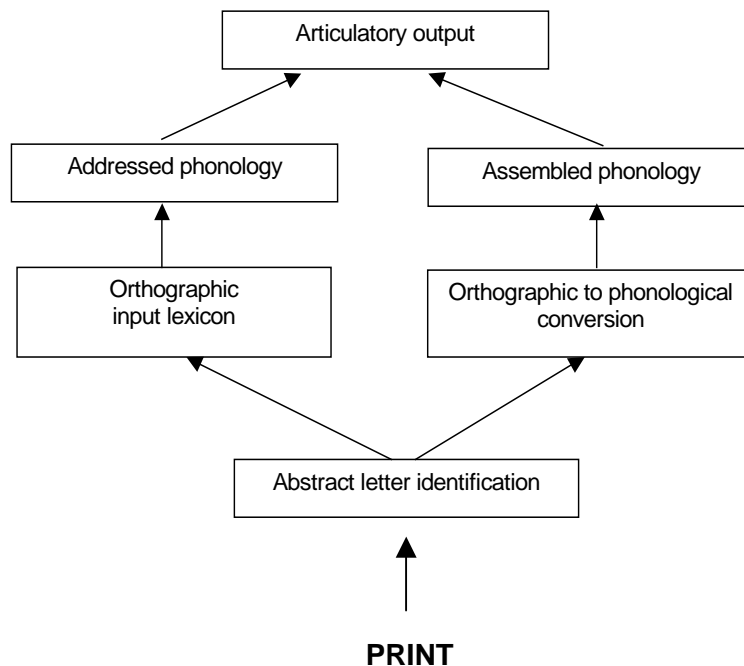 Articulatory output
Addressed phonology
Assembled phonology
Orthographic
input lexicon
Orthographic to phonological
conversion
Abstract letter identification
PRINT